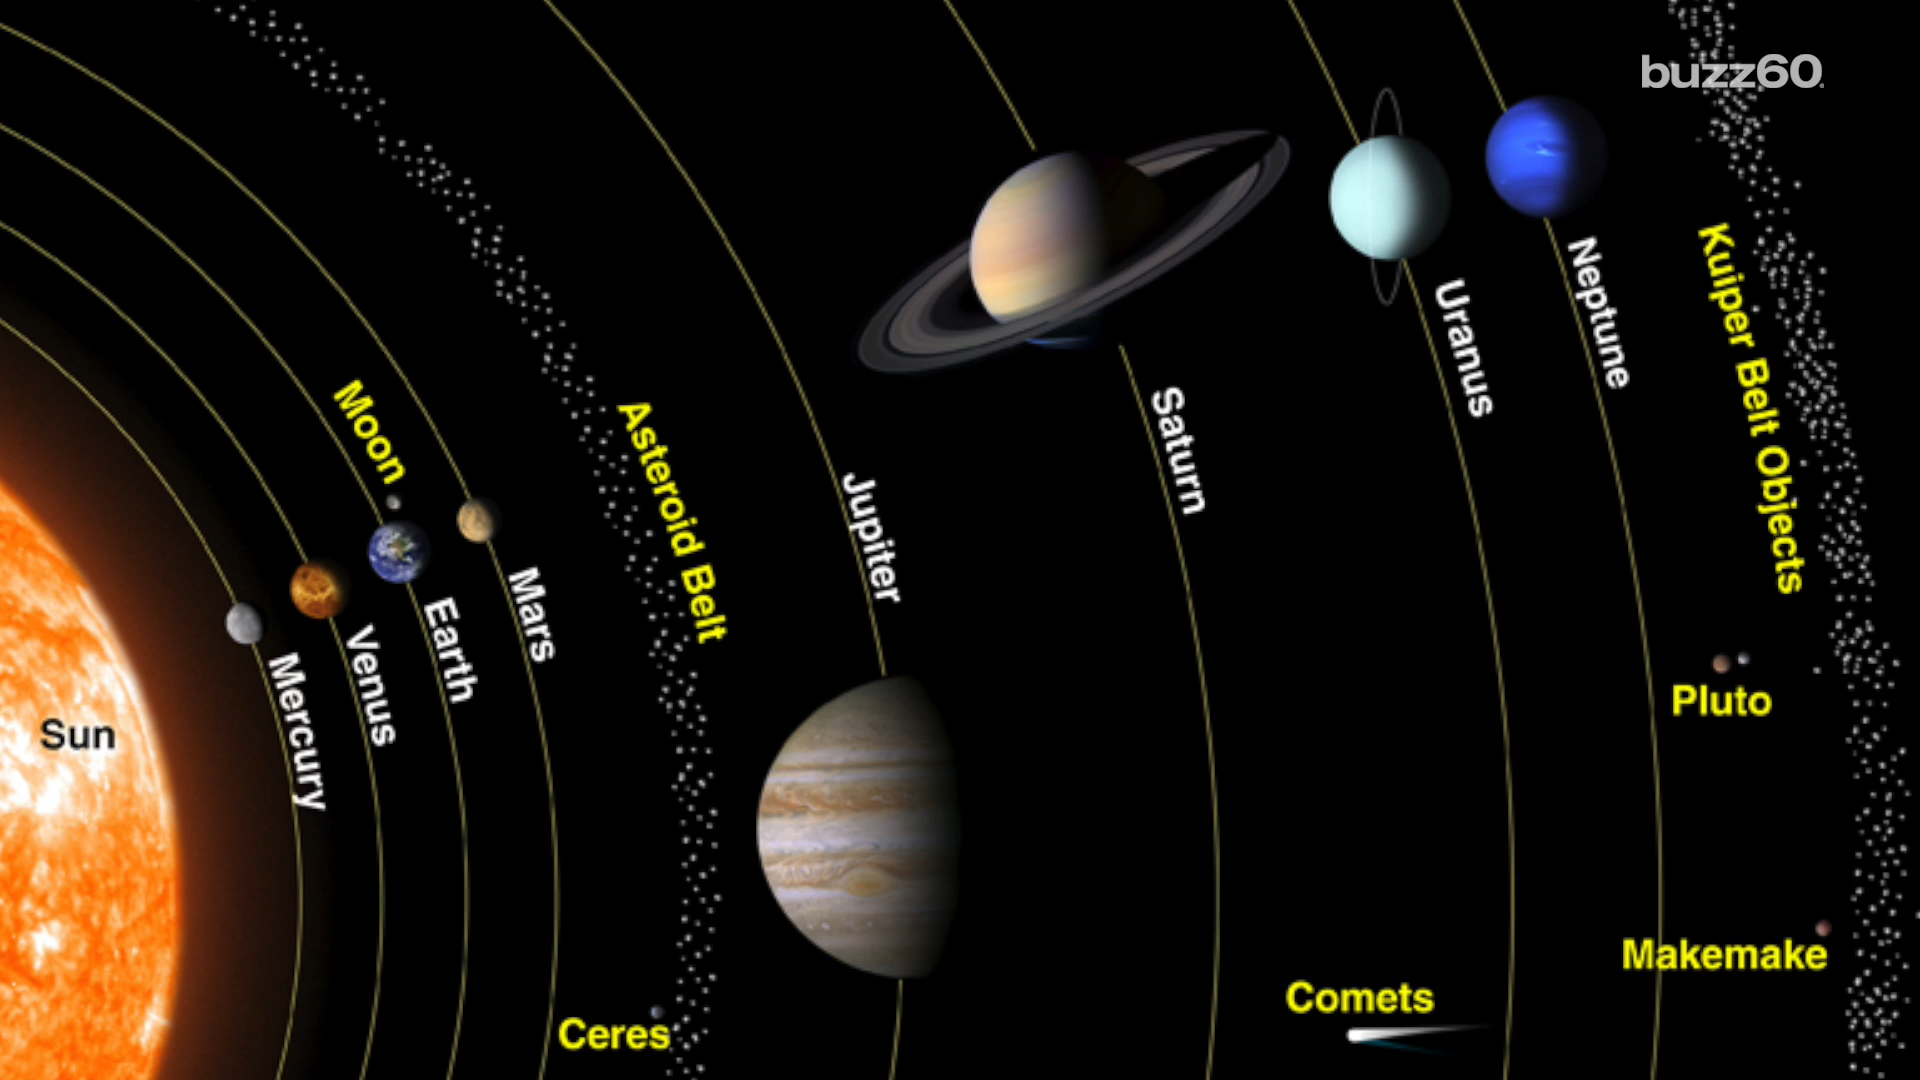 buzz60
Sun
Mercury
Venus
Earth
Moon
Mars
Asteroid Belt
Ceres
Jupiter
Saturn
Uranus
Neptune
Comets
Kuiper Belt Objects
Pluto
Makemake